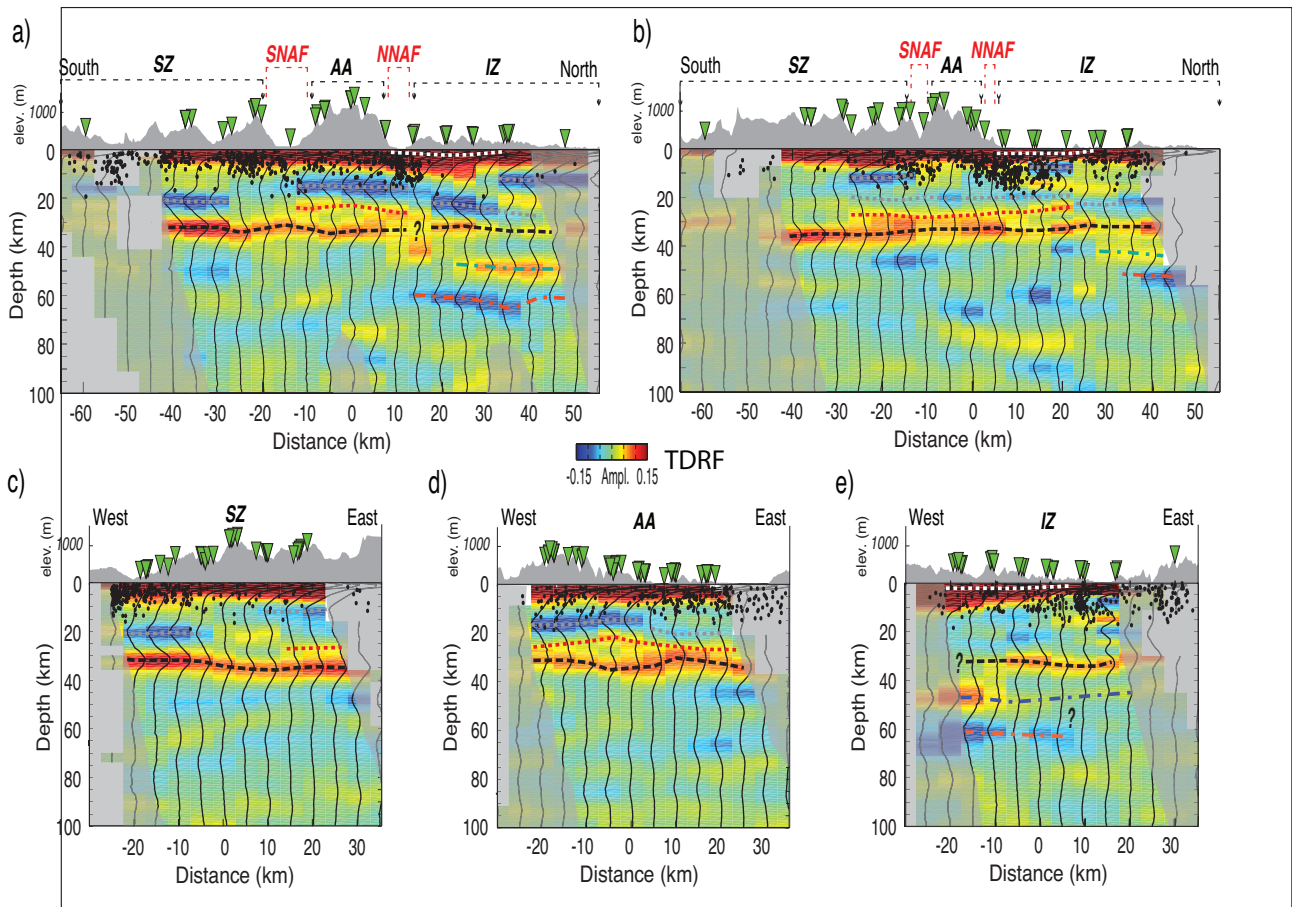 a)
SNAF
NNAF
South
SZ
AA
IZ
North
elev. (m)
1000
0
20
40
60
80
100
Depth (km)
?
-60 -50 -40 -30 -20 -10 0 10 20 30 40 50
Distance (km)
b)
SNAF
NNAF
South
SZ
AA
IZ
North
elev. (m)
1000
0
20
40
60
80
100
Depth (km)
-60 -50 -40 -30 -20 -10 0 10 20 30 40 50
Distance (km)
-0.15 Ampl. 0.15
TDRF
c)
West
SZ
East
elev. (m)
1000
0
20
40
60
80
100
Depth (km)
-20 -10 0 10 20 30
Distance (km)
d)
West
AA
East
elev. (m)
1000
0
20
40
60
80
100
Depth (km)
-20 -10 0 10 20 30
Distance (km)
e)
West
IZ
East
elev. (m)
1000
0
20
40
60
80
100
Depth (km)
?
?
-20 -10 0 10 20 30
Distance (km)